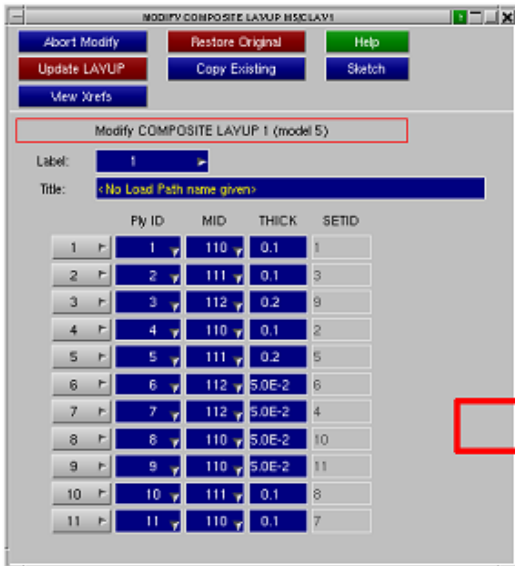 MODIFY COMPOSITE LAYUP M5/CLAY1
?
X
Abort Modify Restore Original Help
Update LAYUP Copy Existing Sketch
View Xrefs
Modify COMPOSITE LAYUP 1 (model 5)
Label: 1
Title: <No Load Path name given>
Ply ID MID THICK SETID
1 1 110 0.1 1
2 2 111 0.1 3
3 3 112 0.2 9
4 4 110 0.1 2
5 5 111 0.2 5
6 6 112 5.0E-2 6
7 7 112 5.0E-2 4
8 8 110 5.0E-2 10
9 9 110 5.0E-2 11
10 10 111 0.1 8
11 11 110 0.1 7